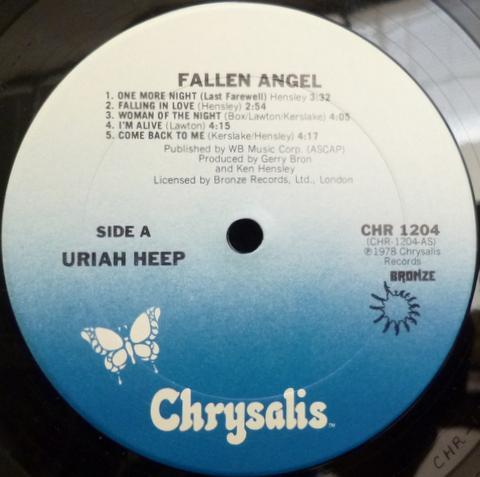 FALLEN ANGEL
1. ONE MORE NIGHT (Last Farewell) Hensley 3:32
2. FALLING IN LOVE (Hensley) 2:54
3. WOMAN OF THE NIGHT (Box/Lawton/Kerslake) 4:05
4. I'M ALIVE (Lawton) 4:15
5. COME BACK TO ME (Kerslake/Hensley) 4:17
Published by WB Music Corp. (ASCAP)
Produced by Gerry Bron
and Ken Hensley
Licensed by Bronze Records, Ltd., London
SIDE A
URIAH HEEP
CHR 1204
(CHR-1204-AS)
℗1978 Chrysalis
Records
BRONZE
Chrysalis™
CHR-